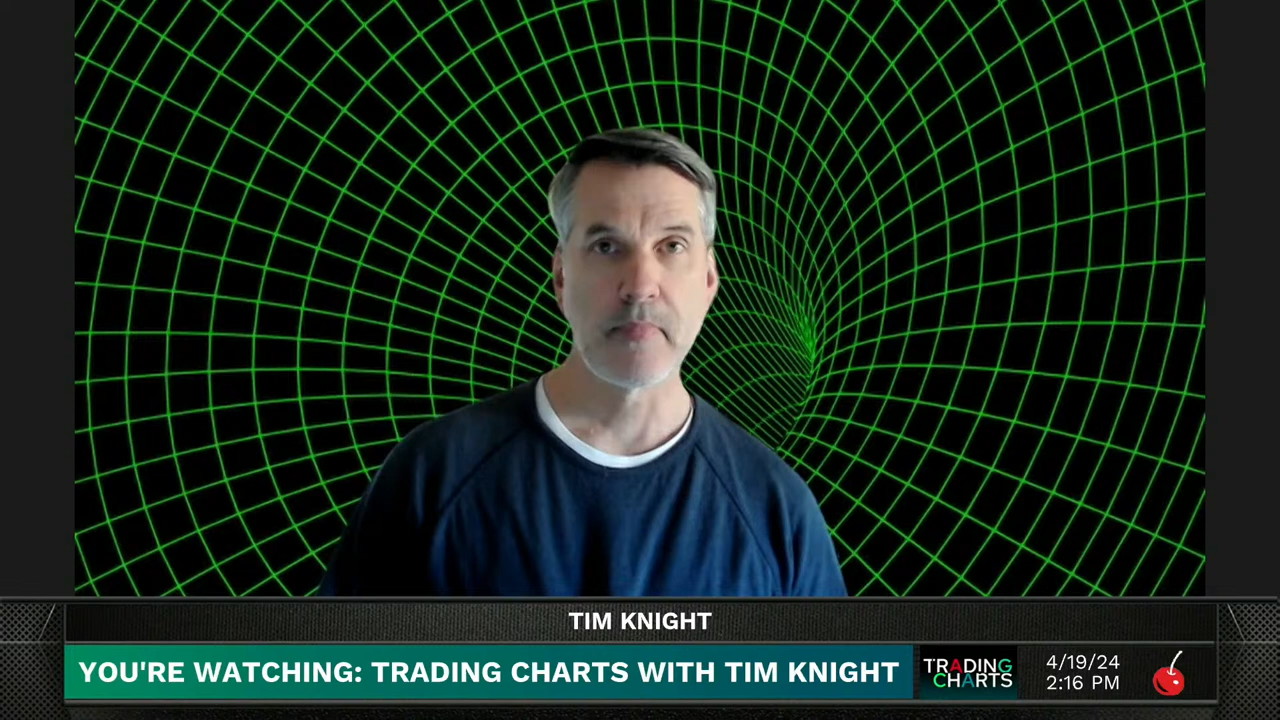 TIM KNIGHT
YOU'RE WATCHING: TRADING CHARTS WITH TIM KNIGHT
TRADING
CHARTS
4/19/24
2:16 PM